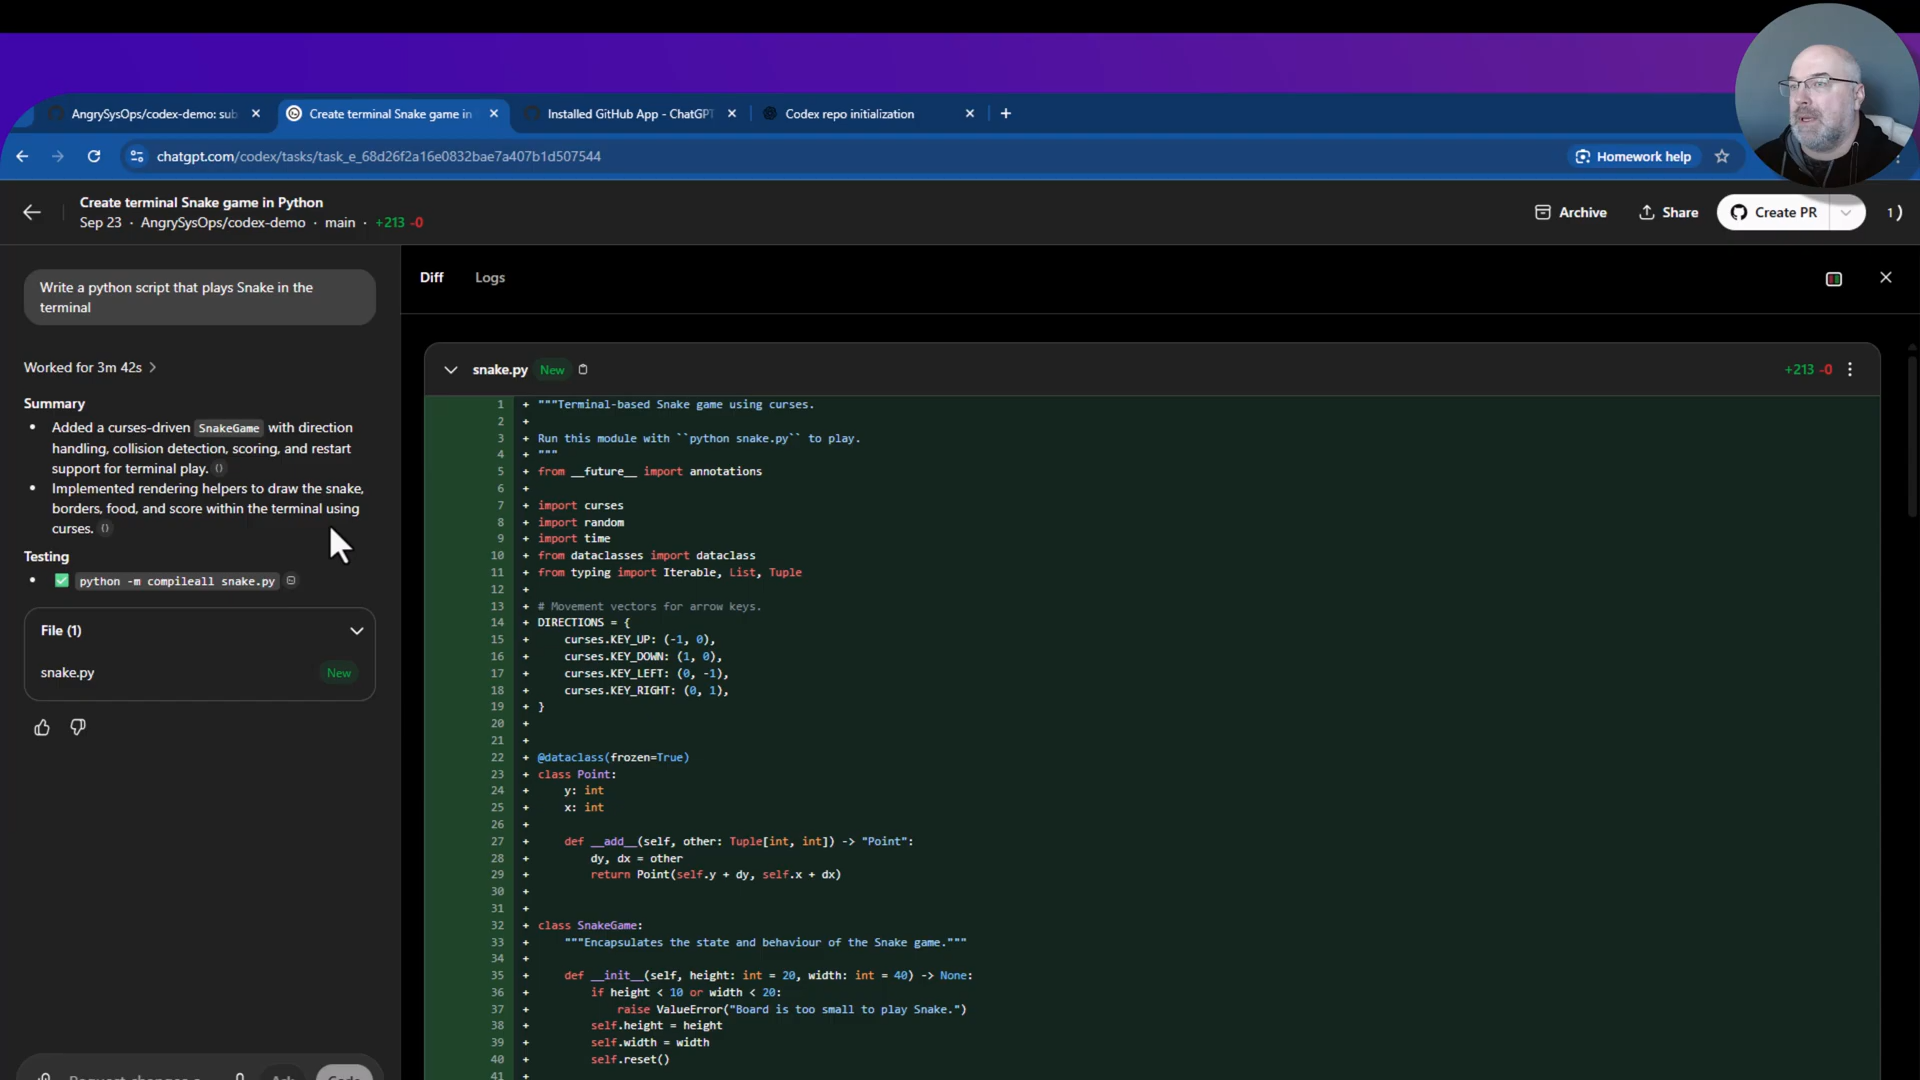 AngrySysOps/codex-demo: sub
Create terminal Snake game in
Installed GitHub App - ChatGPT
Codex repo initialization
chatgpt.com/codex/tasks/task_e_68d26f2a16e0832bae7a407b1d507544
Homework help
Create terminal Snake game in Python
Sep 23 · AngrySysOps/codex-demo · main · +213 -0
Archive
Share
Create PR
1
Write a python script that plays Snake in the
terminal
Worked for 3m 42s
Summary
Added a curses-driven SnakeGame with direction
handling, collision detection, scoring, and restart
support for terminal play.
Implemented rendering helpers to draw the snake,
borders, food, and score within the terminal using
curses.
Testing
python -m compileall snake.py
File (1)
snake.py New
Diff Logs
snake.py New +213 -0
1 + """Terminal-based Snake game using curses.
2 +
3 + Run this module with ``python snake.py`` to play.
4 + """
5 + from __future__ import annotations
6 +
7 + import curses
8 + import random
9 + import time
10 + from dataclasses import dataclass
11 + from typing import Iterable, List, Tuple
12 +
13 + # Movement vectors for arrow keys.
14 + DIRECTIONS = {
15 + curses.KEY_UP: (-1, 0),
16 + curses.KEY_DOWN: (1, 0),
17 + curses.KEY_LEFT: (0, -1),
18 + curses.KEY_RIGHT: (0, 1),
19 + }
20 +
21 +
22 + @dataclass(frozen=True)
23 + class Point:
24 + y: int
25 + x: int
26 +
27 + def __add__(self, other: Tuple[int, int]) -> "Point":
28 + dy, dx = other
29 + return Point(self.y + dy, self.x + dx)
30 +
31 +
32 + class SnakeGame:
33 + """Encapsulates the state and behaviour of the Snake game."""
34 +
35 + def __init__(self, height: int = 20, width: int = 40) -> None:
36 + if height < 10 or width < 20:
37 + raise ValueError("Board is too small to play Snake.")
38 + self.height = height
39 + self.width = width
40 + self.reset()
41 +